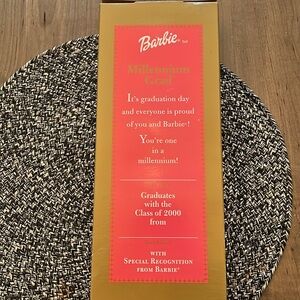 Barbie
Millennium
Grad
It's graduation day
and everyone is proud
of you and Barbie®!
You're one
in a
millennium!
Graduates
with the
Class of 2000
from
WITH
SPECIAL RECOGNITION
FROM BARBIE®